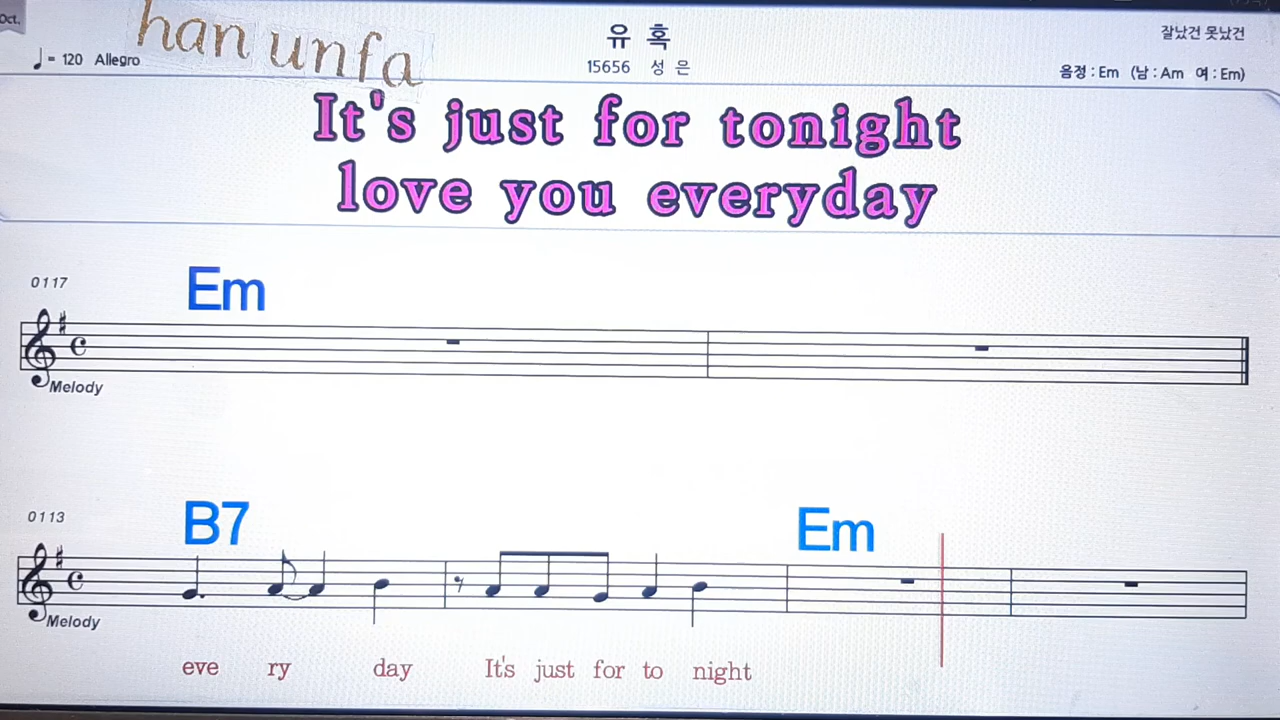 Oct.
han unfa
♩= 120 Allegro
유 혹
15656 성 은
잘났건 못났건
음정 : Em (남 : Am 여 : Em)
It's just for tonight
love you everyday
0117
Em
Melody
0113
B7 Em
Melody
eve ry day It's just for to night